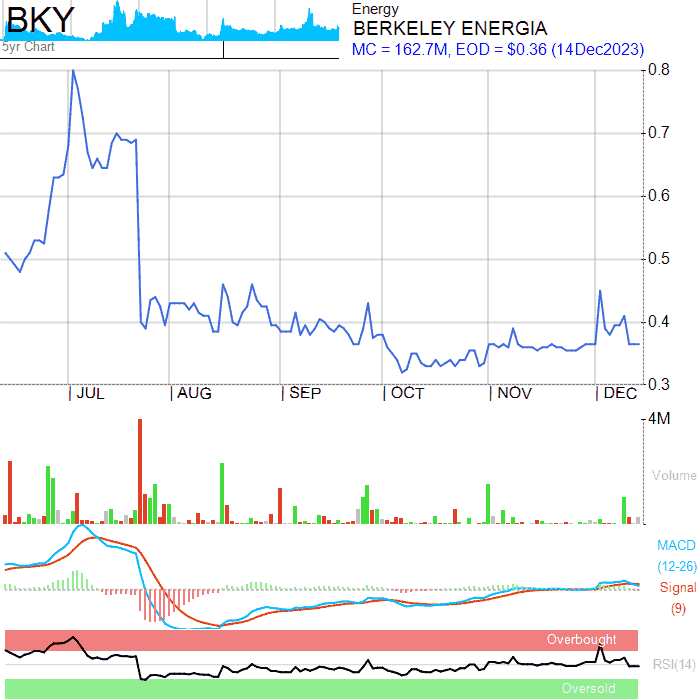 BKY
5yr Chart
Energy
BERKELEY ENERGIA
MC = 162.7M, EOD = $0.36 (14Dec2023)
0.8
0.7
0.6
0.5
0.4
0.3
JUL AUG SEP OCT NOV DEC
4M
Volume
MACD
(12-26)
Signal
(9)
Overbought
RSI(14)
Oversold